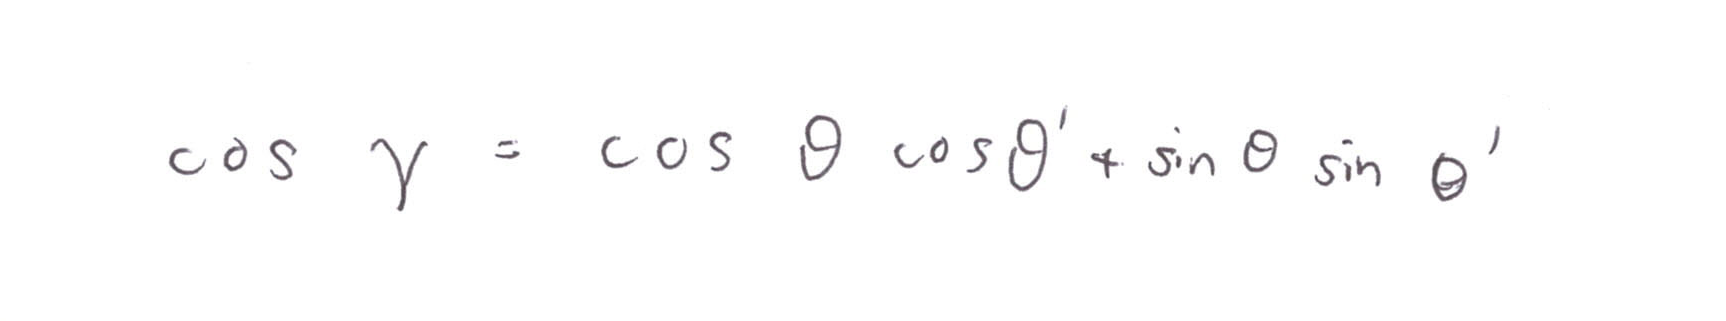 cos γ = cos θ cos θ' + sin θ sin θ'